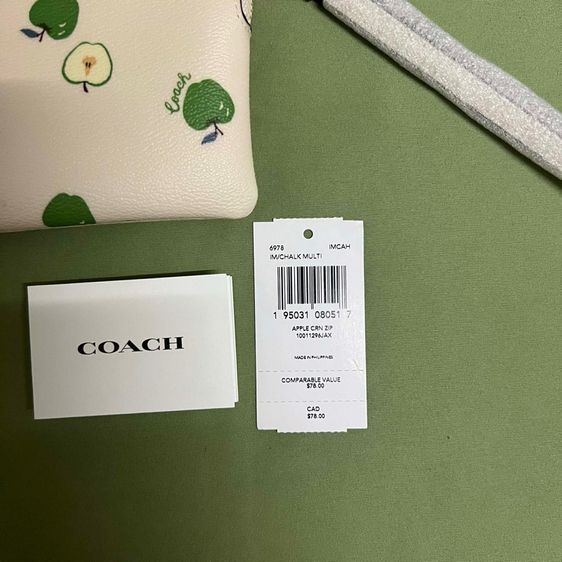 Coach
6978 IMCAH
IM/CHALK MULTI
1 95031 08051 7
APPLE CRN ZIP
10011296JAX
MADE IN PHILIPPINES
COMPARABLE VALUE
$78.00
CAD
$78.00
COACH